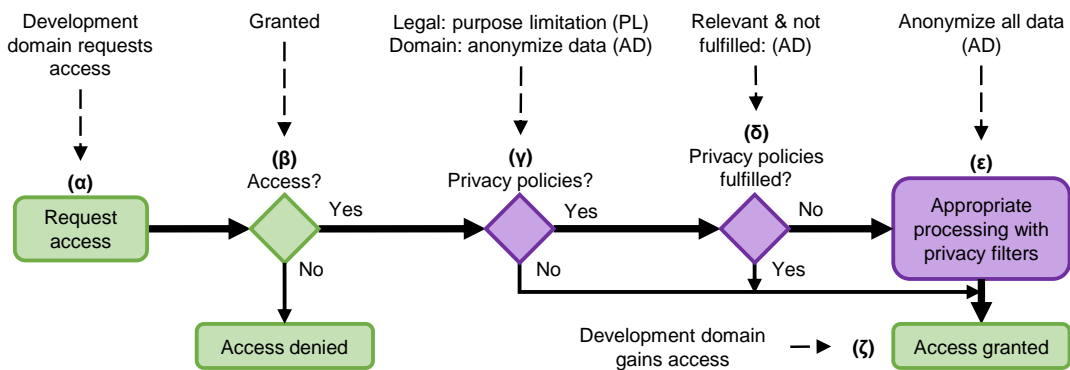 Development
domain requests
access
Granted
Legal: purpose limitation (PL)
Domain: anonymize data (AD)
Relevant & not
fulfilled: (AD)
Anonymize all data
(AD)
(α)
Request
access
(β)
Access?
Yes
No
Access denied
(γ)
Privacy policies?
Yes
No
(δ)
Privacy policies
fulfilled?
No
Yes
(ε)
Appropriate
processing with
privacy filters
Development domain
gains access
(ζ)
Access granted